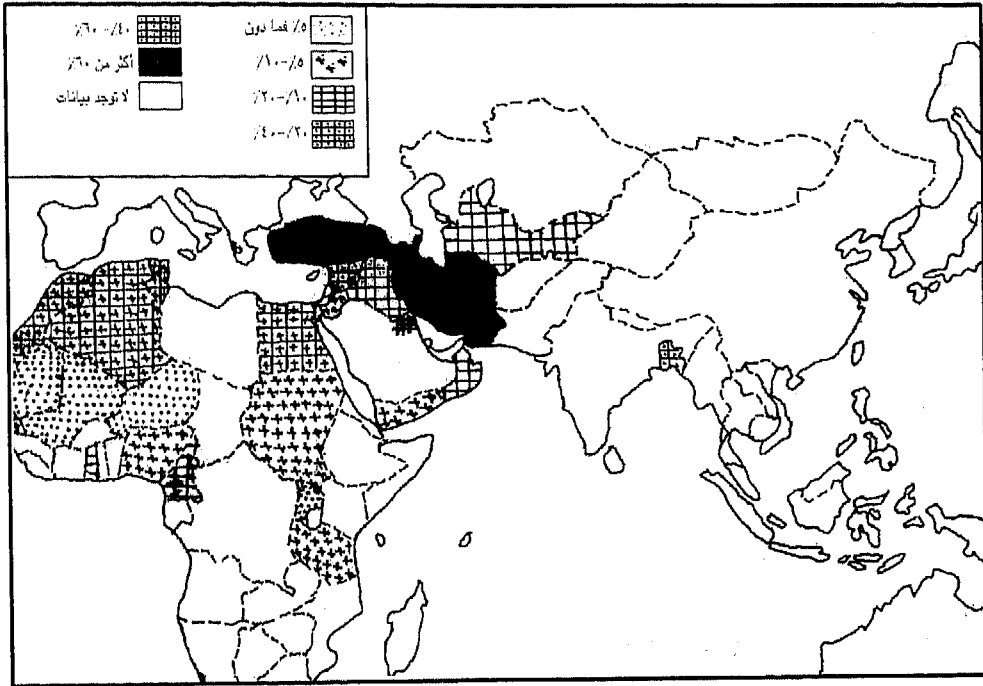 ٥٪ فما دون
٥٪-١٠٪
١٠٪-٢٠٪
٢٠٪-٤٠٪
٤٠٪-٦٠٪
أكثر من ٦٠٪
لا توجد بيانات